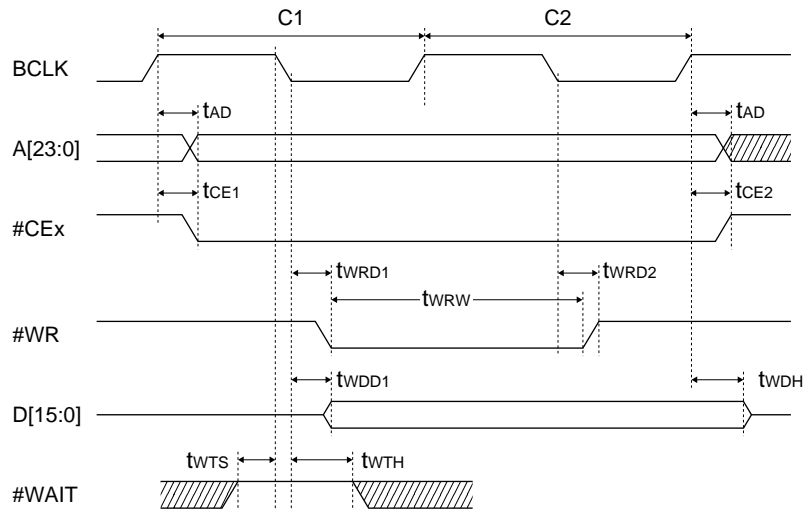 C1 C2
BCLK
tAD tAD
A[23:0]
tCE1 tCE2
#CEx
tWRD1 tWRD2
tWRW
#WR
tWDD1 tWDH
D[15:0]
tWTS tWTH
#WAIT